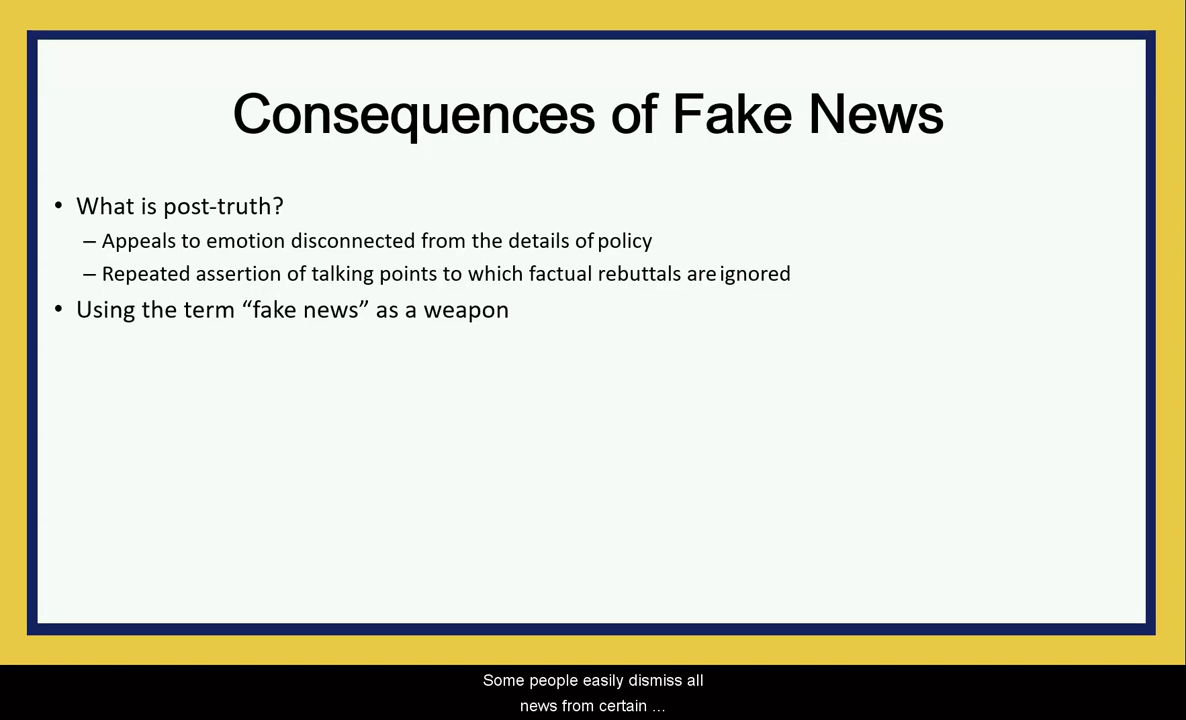 Consequences of Fake News
• What is post-truth?
– Appeals to emotion disconnected from the details of policy
– Repeated assertion of talking points to which factual rebuttals are ignored
• Using the term “fake news” as a weapon
Some people easily dismiss all
news from certain ...